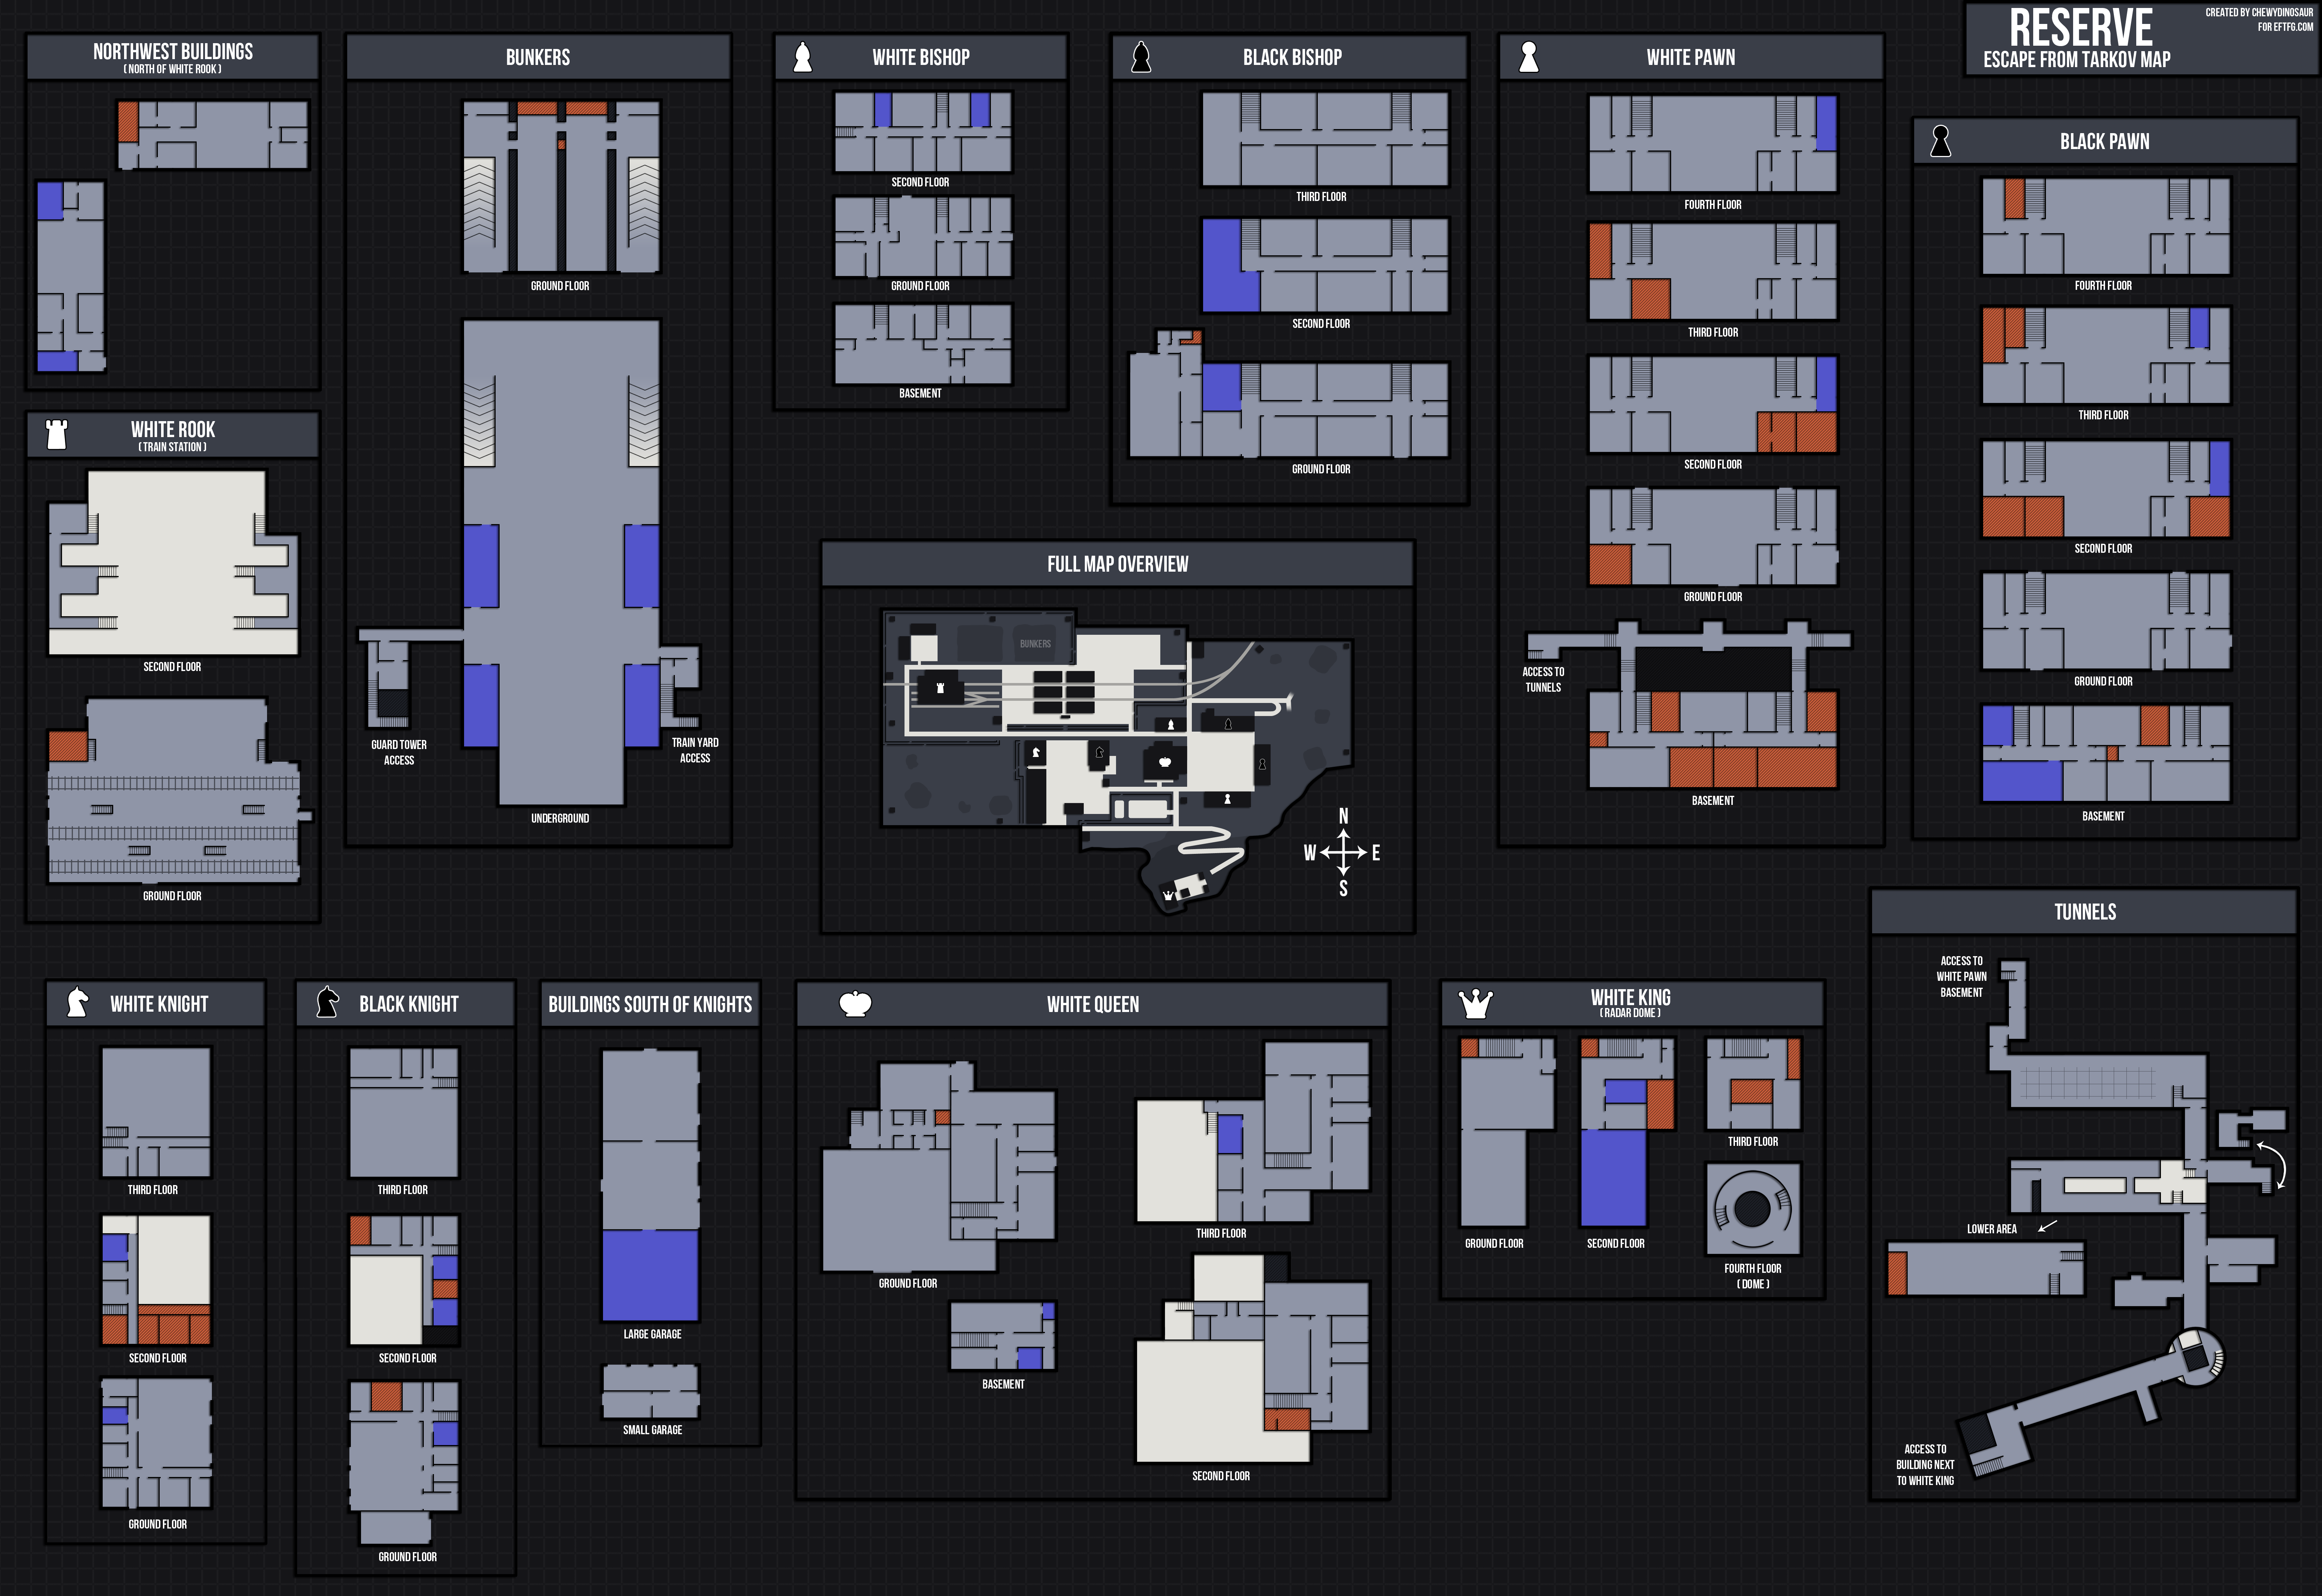 RESERVE
ESCAPE FROM TARKOV MAP
CREATED BY CHEWYDINOSAUR
FOR EFTFG.COM
NORTHWEST BUILDINGS
( NORTH OF WHITE ROOK )
BUNKERS
GROUND FLOOR
UNDERGROUND
GUARD TOWER
ACCESS
TRAIN YARD
ACCESS
WHITE BISHOP
SECOND FLOOR
GROUND FLOOR
BASEMENT
BLACK BISHOP
THIRD FLOOR
SECOND FLOOR
GROUND FLOOR
WHITE PAWN
FOURTH FLOOR
THIRD FLOOR
SECOND FLOOR
GROUND FLOOR
ACCESS TO
TUNNELS
BASEMENT
BLACK PAWN
FOURTH FLOOR
THIRD FLOOR
SECOND FLOOR
GROUND FLOOR
BASEMENT
WHITE ROOK
( TRAIN STATION )
SECOND FLOOR
GROUND FLOOR
FULL MAP OVERVIEW
BUNKERS
N
W
E
S
WHITE KNIGHT
THIRD FLOOR
SECOND FLOOR
GROUND FLOOR
BLACK KNIGHT
THIRD FLOOR
SECOND FLOOR
GROUND FLOOR
BUILDINGS SOUTH OF KNIGHTS
LARGE GARAGE
SMALL GARAGE
WHITE QUEEN
GROUND FLOOR
BASEMENT
THIRD FLOOR
SECOND FLOOR
WHITE KING
( RADAR DOME )
GROUND FLOOR
SECOND FLOOR
THIRD FLOOR
FOURTH FLOOR
( DOME )
TUNNELS
ACCESS TO
WHITE PAWN
BASEMENT
LOWER AREA
ACCESS TO
BUILDING NEXT
TO WHITE KING